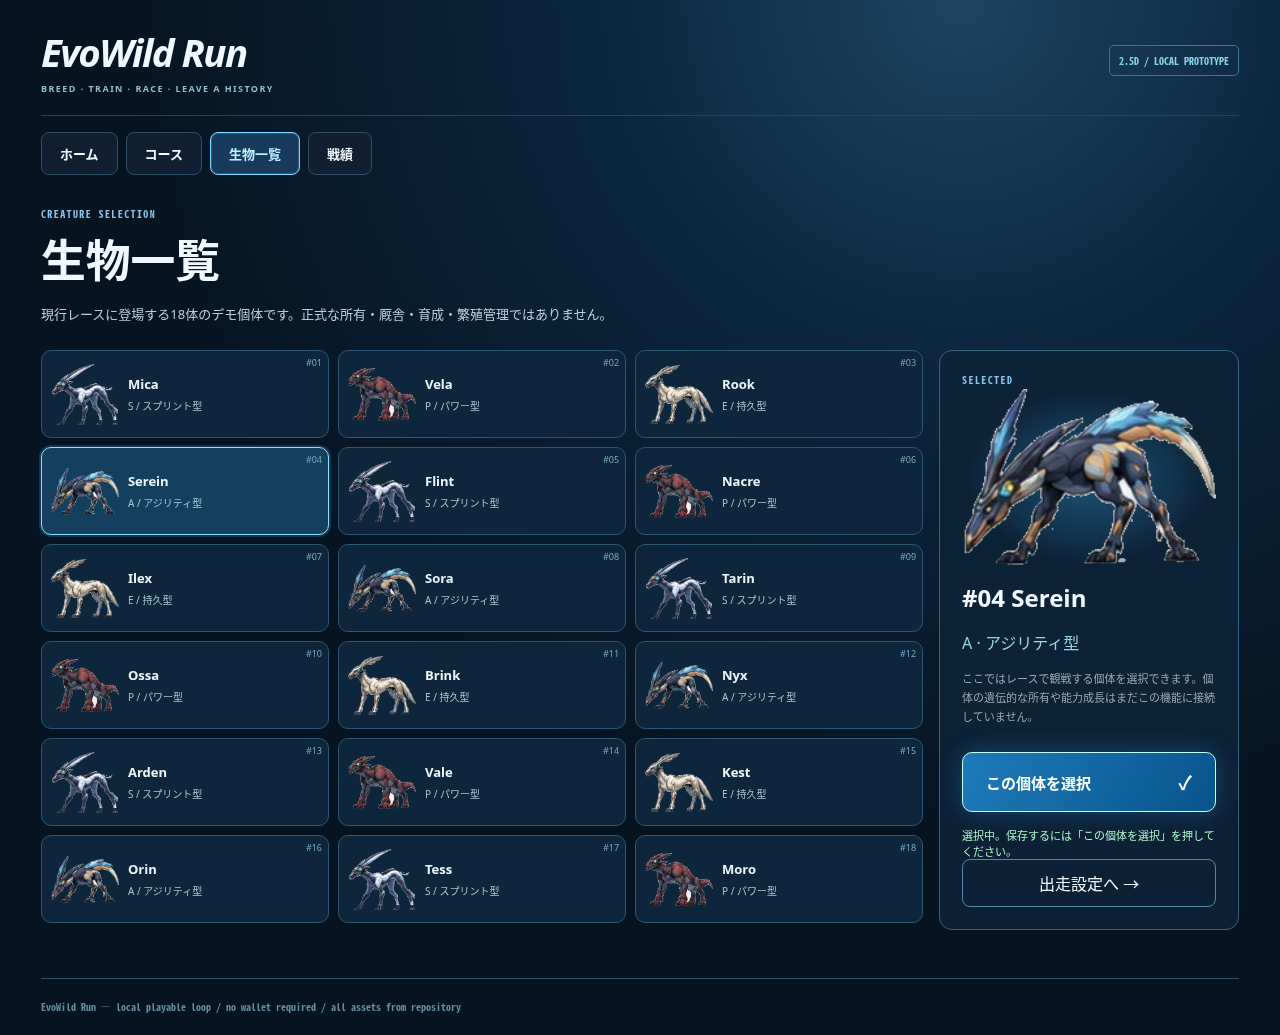 EvoWild Run
BREED · TRAIN · RACE · LEAVE A HISTORY
2.5D / LOCAL PROTOTYPE
ホーム
コース
生物一覧
戦績
CREATURE SELECTION
生物一覧
現行レースに登場する18体のデモ個体です。正式な所有・厩舎・育成・繁殖管理ではありません。
#01
Mica
S / スプリント型
#02
Vela
P / パワー型
#03
Rook
E / 持久型
#04
Serein
A / アジリティ型
#05
Flint
S / スプリント型
#06
Nacre
P / パワー型
#07
Ilex
E / 持久型
#08
Sora
A / アジリティ型
#09
Tarin
S / スプリント型
#10
Ossa
P / パワー型
#11
Brink
E / 持久型
#12
Nyx
A / アジリティ型
#13
Arden
S / スプリント型
#14
Vale
P / パワー型
#15
Kest
E / 持久型
#16
Orin
A / アジリティ型
#17
Tess
S / スプリント型
#18
Moro
P / パワー型
SELECTED
#04 Serein
A · アジリティ型
ここではレースで観戦する個体を選択できます。個
体の遺伝的な所有や能力成長はまだこの機能に接続
していません。
この個体を選択 ✓
選択中。保存するには「この個体を選択」を押して
ください。
出走設定へ →
EvoWild Run — local playable loop / no wallet required / all assets from repository